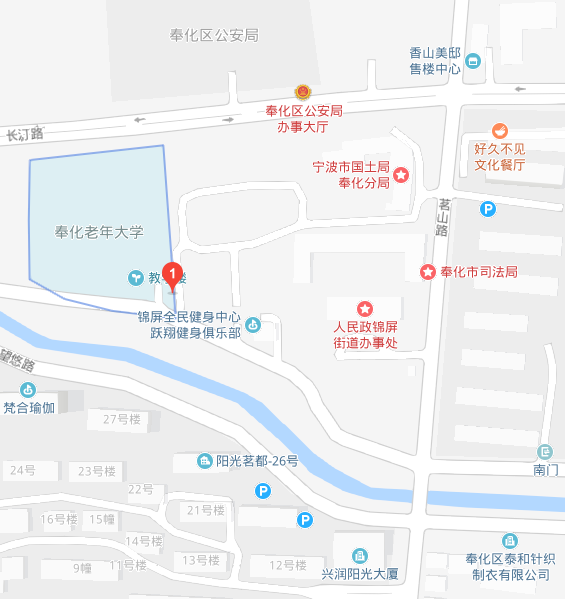 奉化区公安局
香山美邸
售楼中心
奉化区公安局
办事大厅
长汀路
好久不见
文化餐厅
宁波市国土局
奉化分局
P
茗山路
奉化老年大学
奉化市司法局
教
1
锦屏全民健身中心
跃翔健身俱乐部
人民政锦屏
街道办事处
望悠路
梵合瑜伽
27号楼
阳光茗都-26号
24号
23号楼
南门
22号
P
21号楼
P
16号楼
15幢
14号楼
奉化区泰和针织
制衣有限公司
9幢
11号楼
13号楼
12号楼
兴润阳光大厦